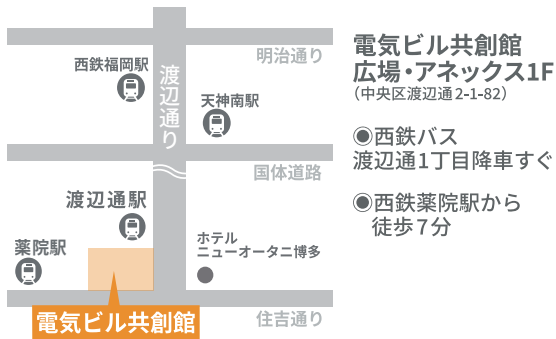 明治通り
西鉄福岡駅
渡辺通り
天神南駅
国体道路
渡辺通駅
薬院駅
ホテル
ニューオータニ博多
電気ビル共創館
住吉通り
電気ビル共創館
広場・アネックス1F
（中央区渡辺通2-1-82）
◉西鉄バス
渡辺通1丁目降車すぐ
◉西鉄薬院駅から
徒歩7分